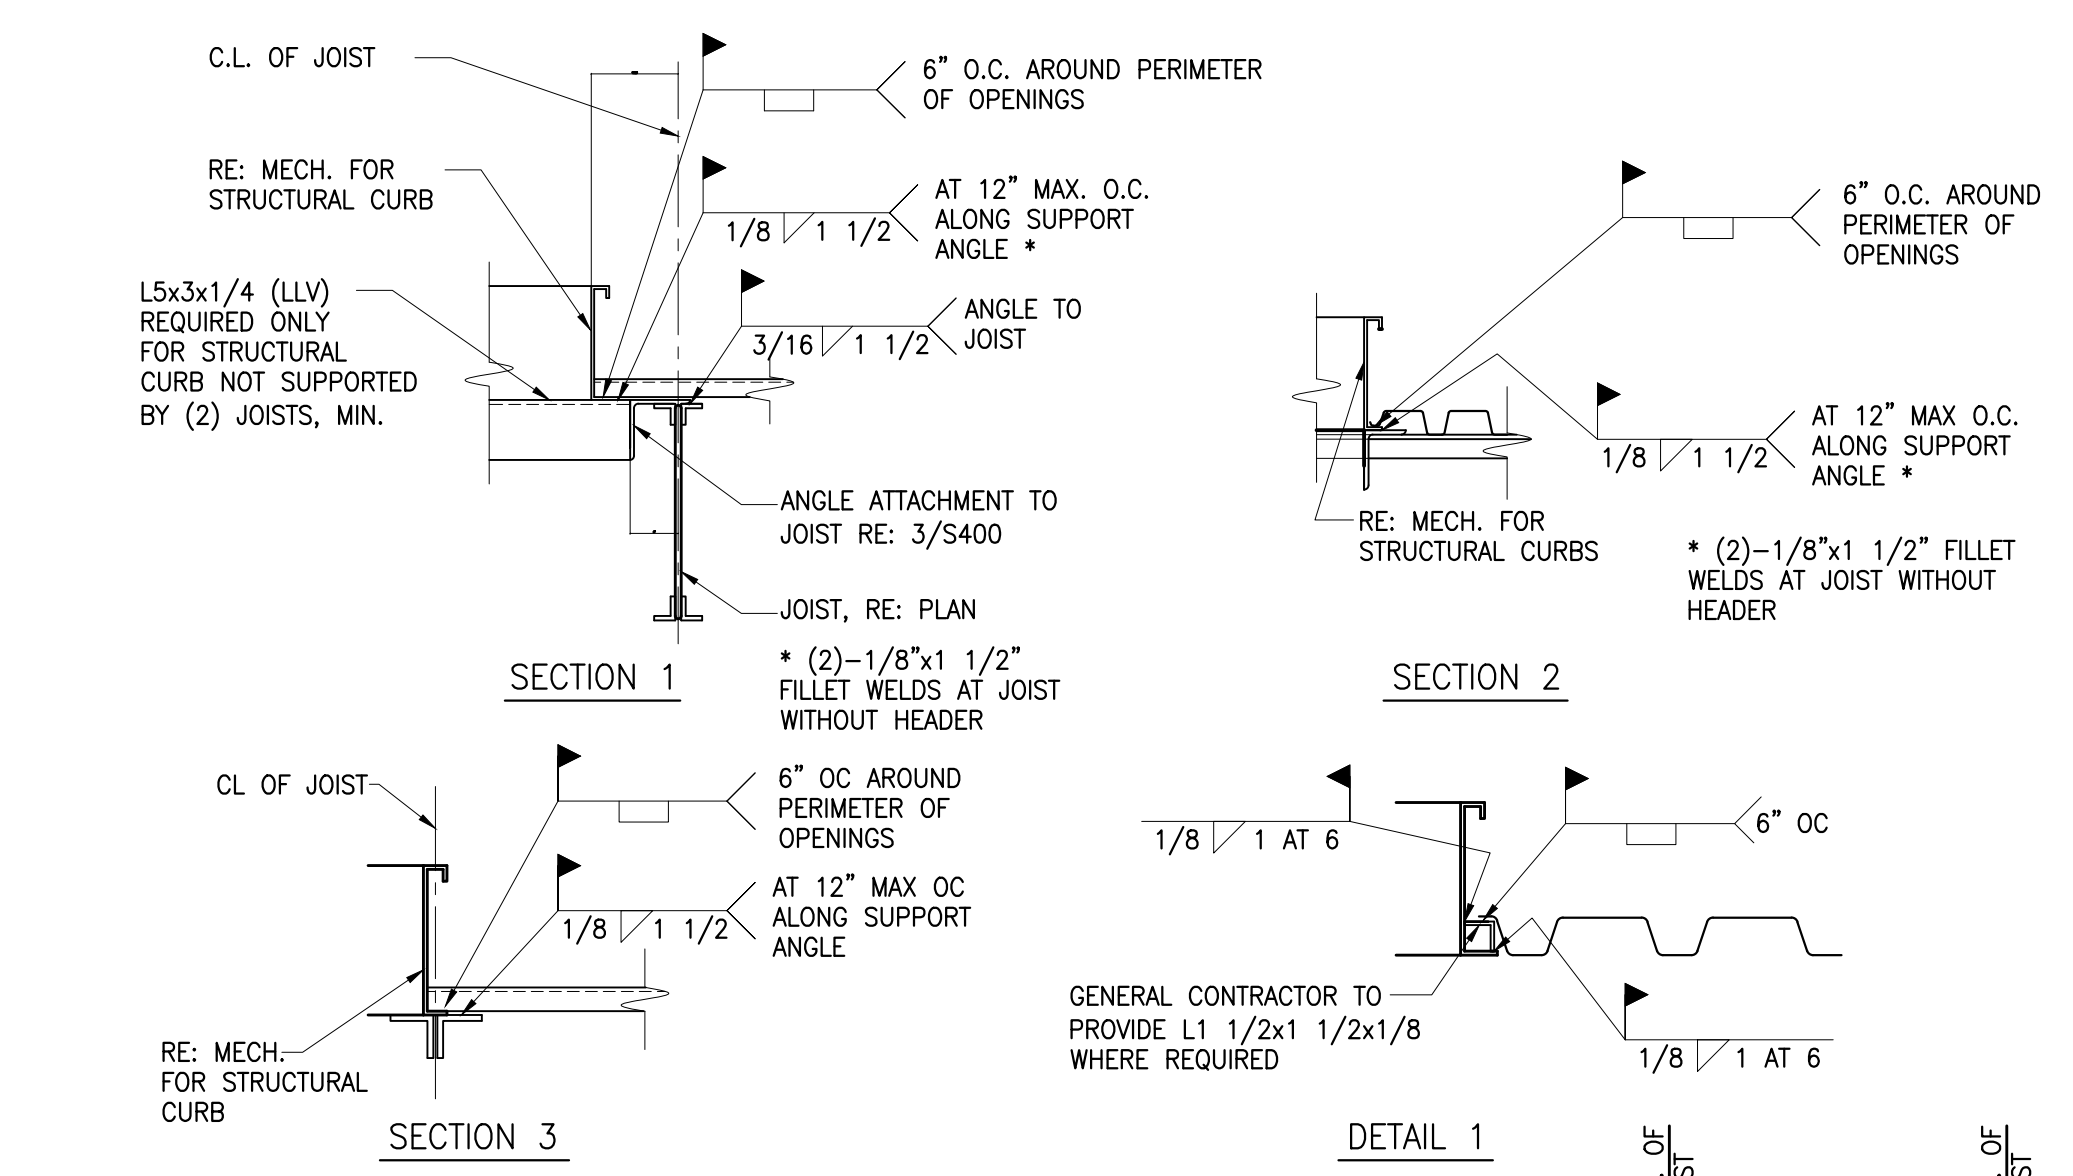 C.L. OF JOIST
6” O.C. AROUND PERIMETER
OF OPENINGS
RE: MECH. FOR
STRUCTURAL CURB
AT 12” MAX. O.C.
ALONG SUPPORT
ANGLE *
1/8 1 1/2
L5x3x1/4 (LLV)
REQUIRED ONLY
FOR STRUCTURAL
CURB NOT SUPPORTED
BY (2) JOISTS, MIN.
ANGLE TO
JOIST
3/16 1 1/2
ANGLE ATTACHMENT TO
JOIST RE: 3/S400
JOIST, RE: PLAN
* (2)-1/8”x1 1/2”
FILLET WELDS AT JOIST
WITHOUT HEADER
SECTION 1
6” O.C. AROUND
PERIMETER OF
OPENINGS
AT 12” MAX O.C.
ALONG SUPPORT
ANGLE *
1/8 1 1/2
RE: MECH. FOR
STRUCTURAL CURBS
* (2)-1/8”x1 1/2” FILLET
WELDS AT JOIST WITHOUT
HEADER
SECTION 2
CL OF JOIST
6” OC AROUND
PERIMETER OF
OPENINGS
AT 12” MAX OC
ALONG SUPPORT
ANGLE
1/8 1 1/2
RE: MECH.
FOR STRUCTURAL
CURB
SECTION 3
1/8 1 AT 6
6” OC
GENERAL CONTRACTOR TO
PROVIDE L1 1/2x1 1/2x1/8
WHERE REQUIRED
1/8 1 AT 6
DETAIL 1
OF
ST
OF
ST